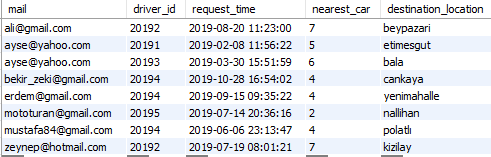 mail driver_id request_time nearest_car destination_location
ali@gmail.com 20192 2019-08-20 11:23:00 7 beypazari
ayse@yahoo.com 20191 2019-02-08 11:56:22 5 etimesgut
ayse@yahoo.com 20193 2019-03-30 15:51:59 6 bala
bekir_zeki@gmail.com 20194 2019-10-28 16:54:02 4 cankaya
erdem@gmail.com 20194 2019-09-15 09:35:22 4 yenimahalle
mototuran@gmail.com 20195 2019-07-14 20:36:16 2 nallihan
mustafa84@gmail.com 20194 2019-06-06 23:13:47 4 polatlı
zeynep@hotmail.com 20192 2019-07-19 08:01:21 7 kizilay